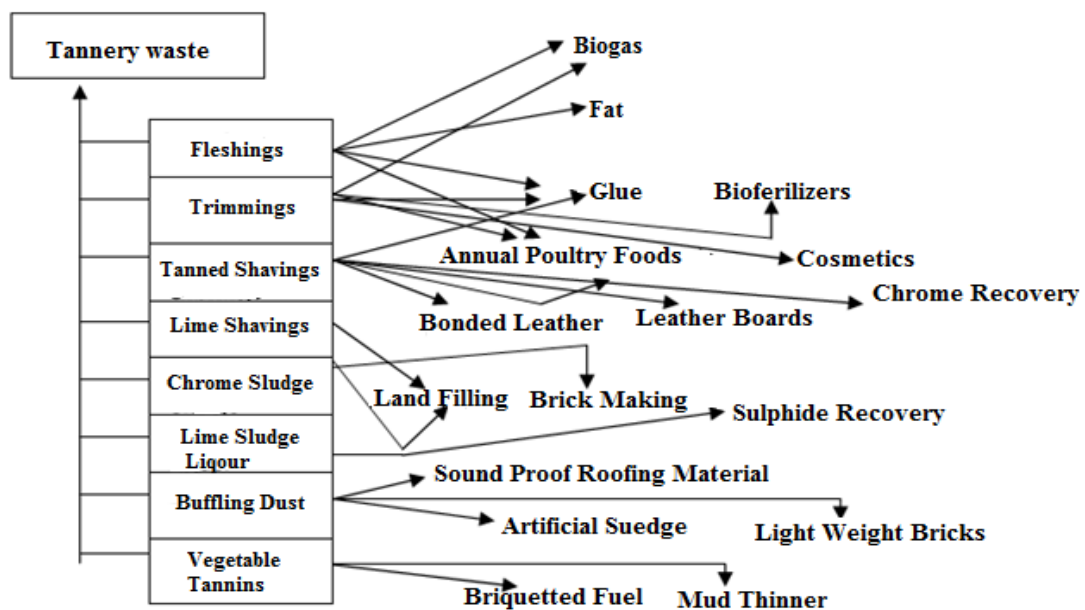 Tannery waste
Biogas
Fat
Fleshings
Trimmings
Glue
Bioferilizers
Annual Poultry Foods
Cosmetics
Tanned Shavings
Chrome Recovery
Bonded Leather
Leather Boards
Lime Shavings
Chrome Sludge
Land Filling
Brick Making
Sulphide Recovery
Lime Sludge
Liqour
Sound Proof Roofing Material
Buffling Dust
Artificial Suedge
Light Weight Bricks
Vegetable
Tannins
Briquetted Fuel
Mud Thinner